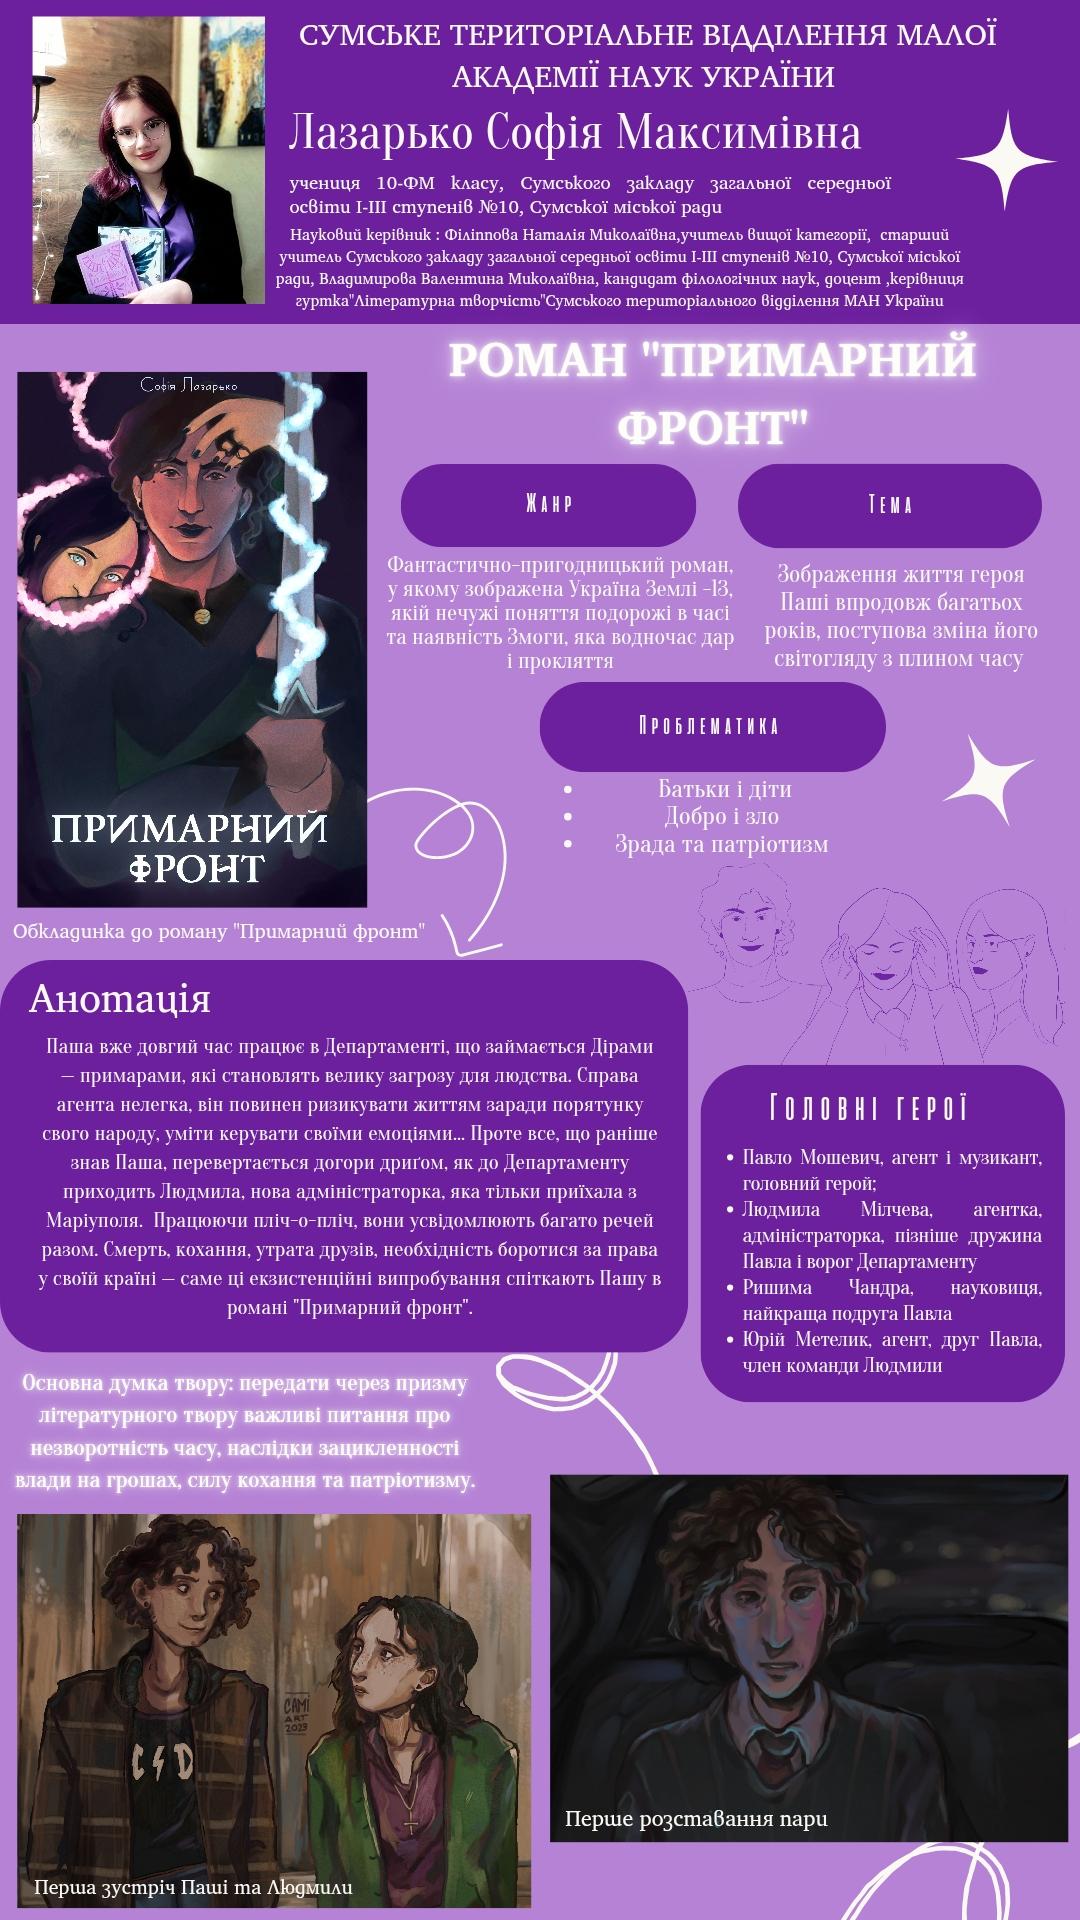 СУМСЬКЕ ТЕРИТОРІАЛЬНЕ ВІДДІЛЕННЯ МАЛОЇ
АКАДЕМІЇ НАУК УКРАЇНИ
Лазарько Софія Максимівна
учениця 10-ФМ класу, Сумського закладу загальної середньої
освіти І-ІІІ ступенів №10, Сумської міської ради
Науковий керівник : Філіппова Наталія Миколаївна,учитель вищої категорії, старший
учитель Сумського закладу загальної середньої освіти І-ІІІ ступенів №10, Сумської міської
ради, Владимирова Валентина Миколаївна, кандидат філологічних наук, доцент ,керівниця
гуртка"Літературна творчість"Сумського територіального відділення МАН України
РОМАН "ПРИМАРНИЙ
ФРОНТ"
Софія Лазарько
ПРИМАРНИЙ
ФРОНТ
Обкладинка до роману "Примарний фронт"
Жанр
Фантастично-пригодницький роман,
у якому зображена Україна Землі -13,
якій нечужі поняття подорожі в часі
та наявність Змоги, яка водночас дар
і прокляття
Тема
Зображення життя героя
Паші впродовж багатьох
років, поступова зміна його
світогляду з плином часу
Проблематика
• Батьки і діти
• Добро і зло
• Зрада та патріотизм
Анотація
Паша вже довгий час працює в Департаменті, що займається Дірами
— примарами, які становлять велику загрозу для людства. Справа
агента нелегка, він повинен ризикувати життям заради порятунку
свого народу, уміти керувати своїми емоціями... Проте все, що раніше
знав Паша, перевертається догори дриґом, як до Департаменту
приходить Людмила, нова адміністраторка, яка тільки приїхала з
Маріуполя. Працюючи пліч-о-пліч, вони усвідомлюють багато речей
разом. Смерть, кохання, утрата друзів, необхідність боротися за права
у своїй країні — саме ці екзистенційні випробування спіткають Пашу в
романі "Примарний фронт".
Головні герої
• Павло Мошевич, агент і музикант,
головний герой;
• Людмила Мілчева, агентка,
адміністраторка, пізніше дружина
Павла і ворог Департаменту
• Ришима Чандра, науковиця,
найкраща подруга Павла
• Юрій Метелик, агент, друг Павла,
член команди Людмили
Основна думка твору: передати через призму
літературного твору важливі питання про
незворотність часу, наслідки зацикленності
влади на грошах, силу кохання та патріотизму.
CAMI
ART
2023
CSD
Перша зустріч Паші та Людмили
Перше розставання пари